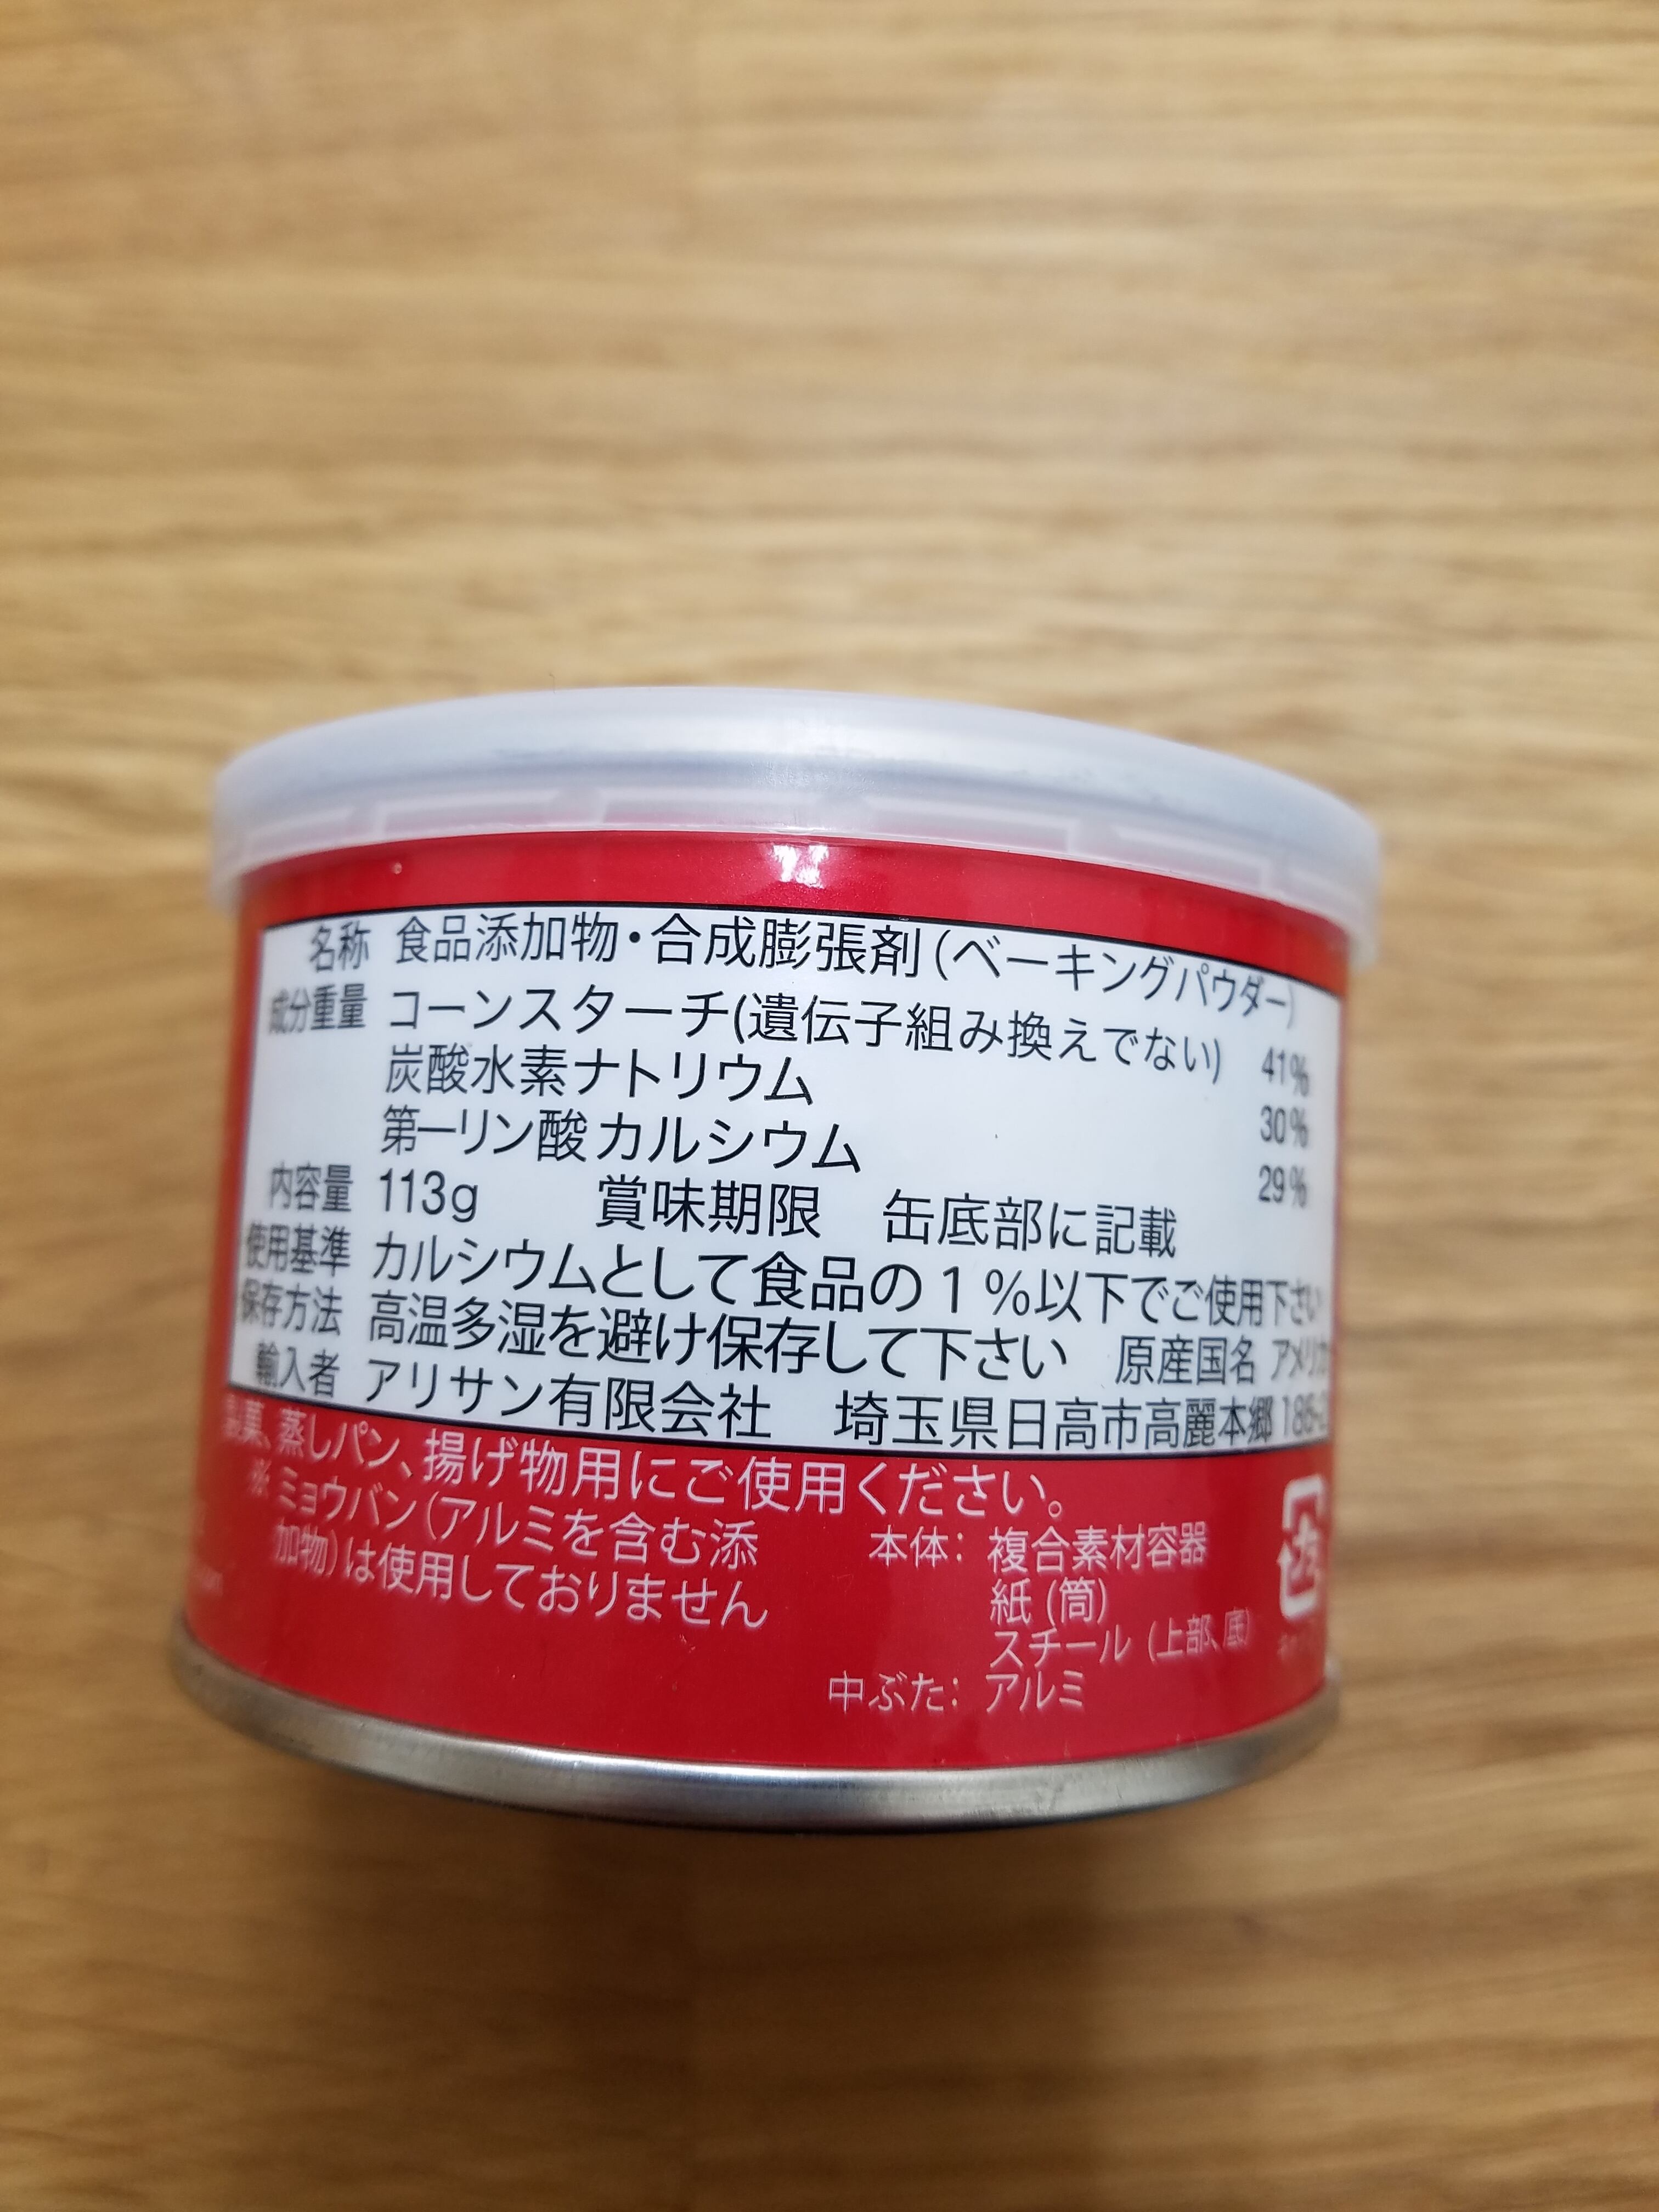 名称 食品添加物・合成膨張剤(ベーキングパウダー)
成分重量 コーンスターチ(遺伝子組み換えでない) 41%
炭酸水素ナトリウム 30%
第一リン酸カルシウム 29%
内容量 113g 賞味期限 缶底部に記載
使用基準 カルシウムとして食品の1%以下でご使用下さい
保存方法 高温多湿を避け保存して下さい 原産国名 アメリカ
輸入者 アリサン有限会社 埼玉県日高市高麗本郷185-2
製菓、蒸しパン、揚げ物用にご使用ください。
※ ミョウバン(アルミを含む添
加物)は使用しておりません
本体: 複合素材容器
紙(筒)
スチール(上部、底)
中ぶた: アルミ